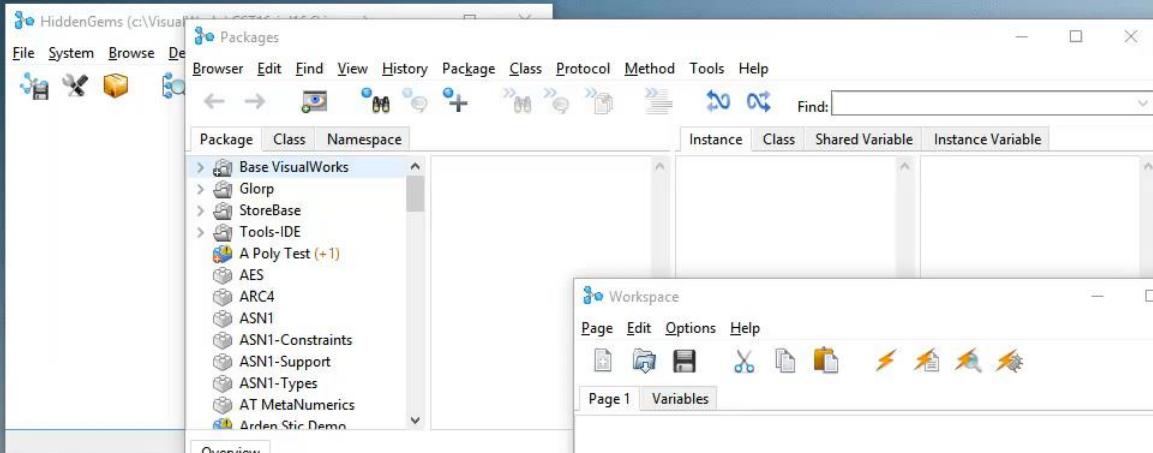 HiddenGems (c:\Visual
File System Browse De
Packages
Browser Edit Find View History Package Class Protocol Method Tools Help
Find:
Package Class Namespace
Instance Class Shared Variable Instance Variable
Base VisualWorks
Glorp
StoreBase
Tools-IDE
A Poly Test (+1)
AES
ARC4
ASN1
ASN1-Constraints
ASN1-Support
ASN1-Types
AT MetaNumerics
Arden Stic Demo
Overview
Workspace
Page Edit Options Help
Page 1 Variables